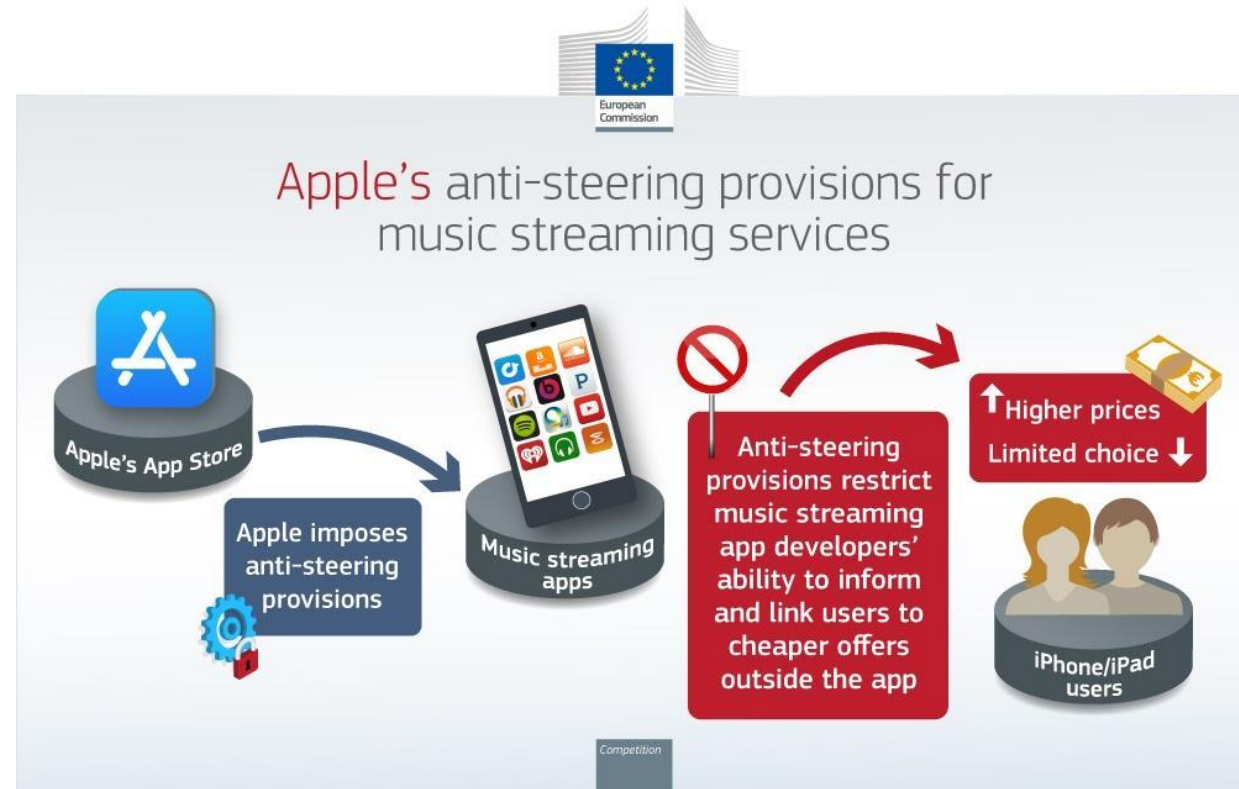 European
Commission
Apple's anti-steering provisions for
music streaming services
Apple's App Store
Apple imposes
anti-steering
provisions
Music streaming
apps
Anti-steering
provisions restrict
music streaming
app developers'
ability to inform
and link users to
cheaper offers
outside the app
Higher prices
Limited choice
iPhone/iPad
users
Competition